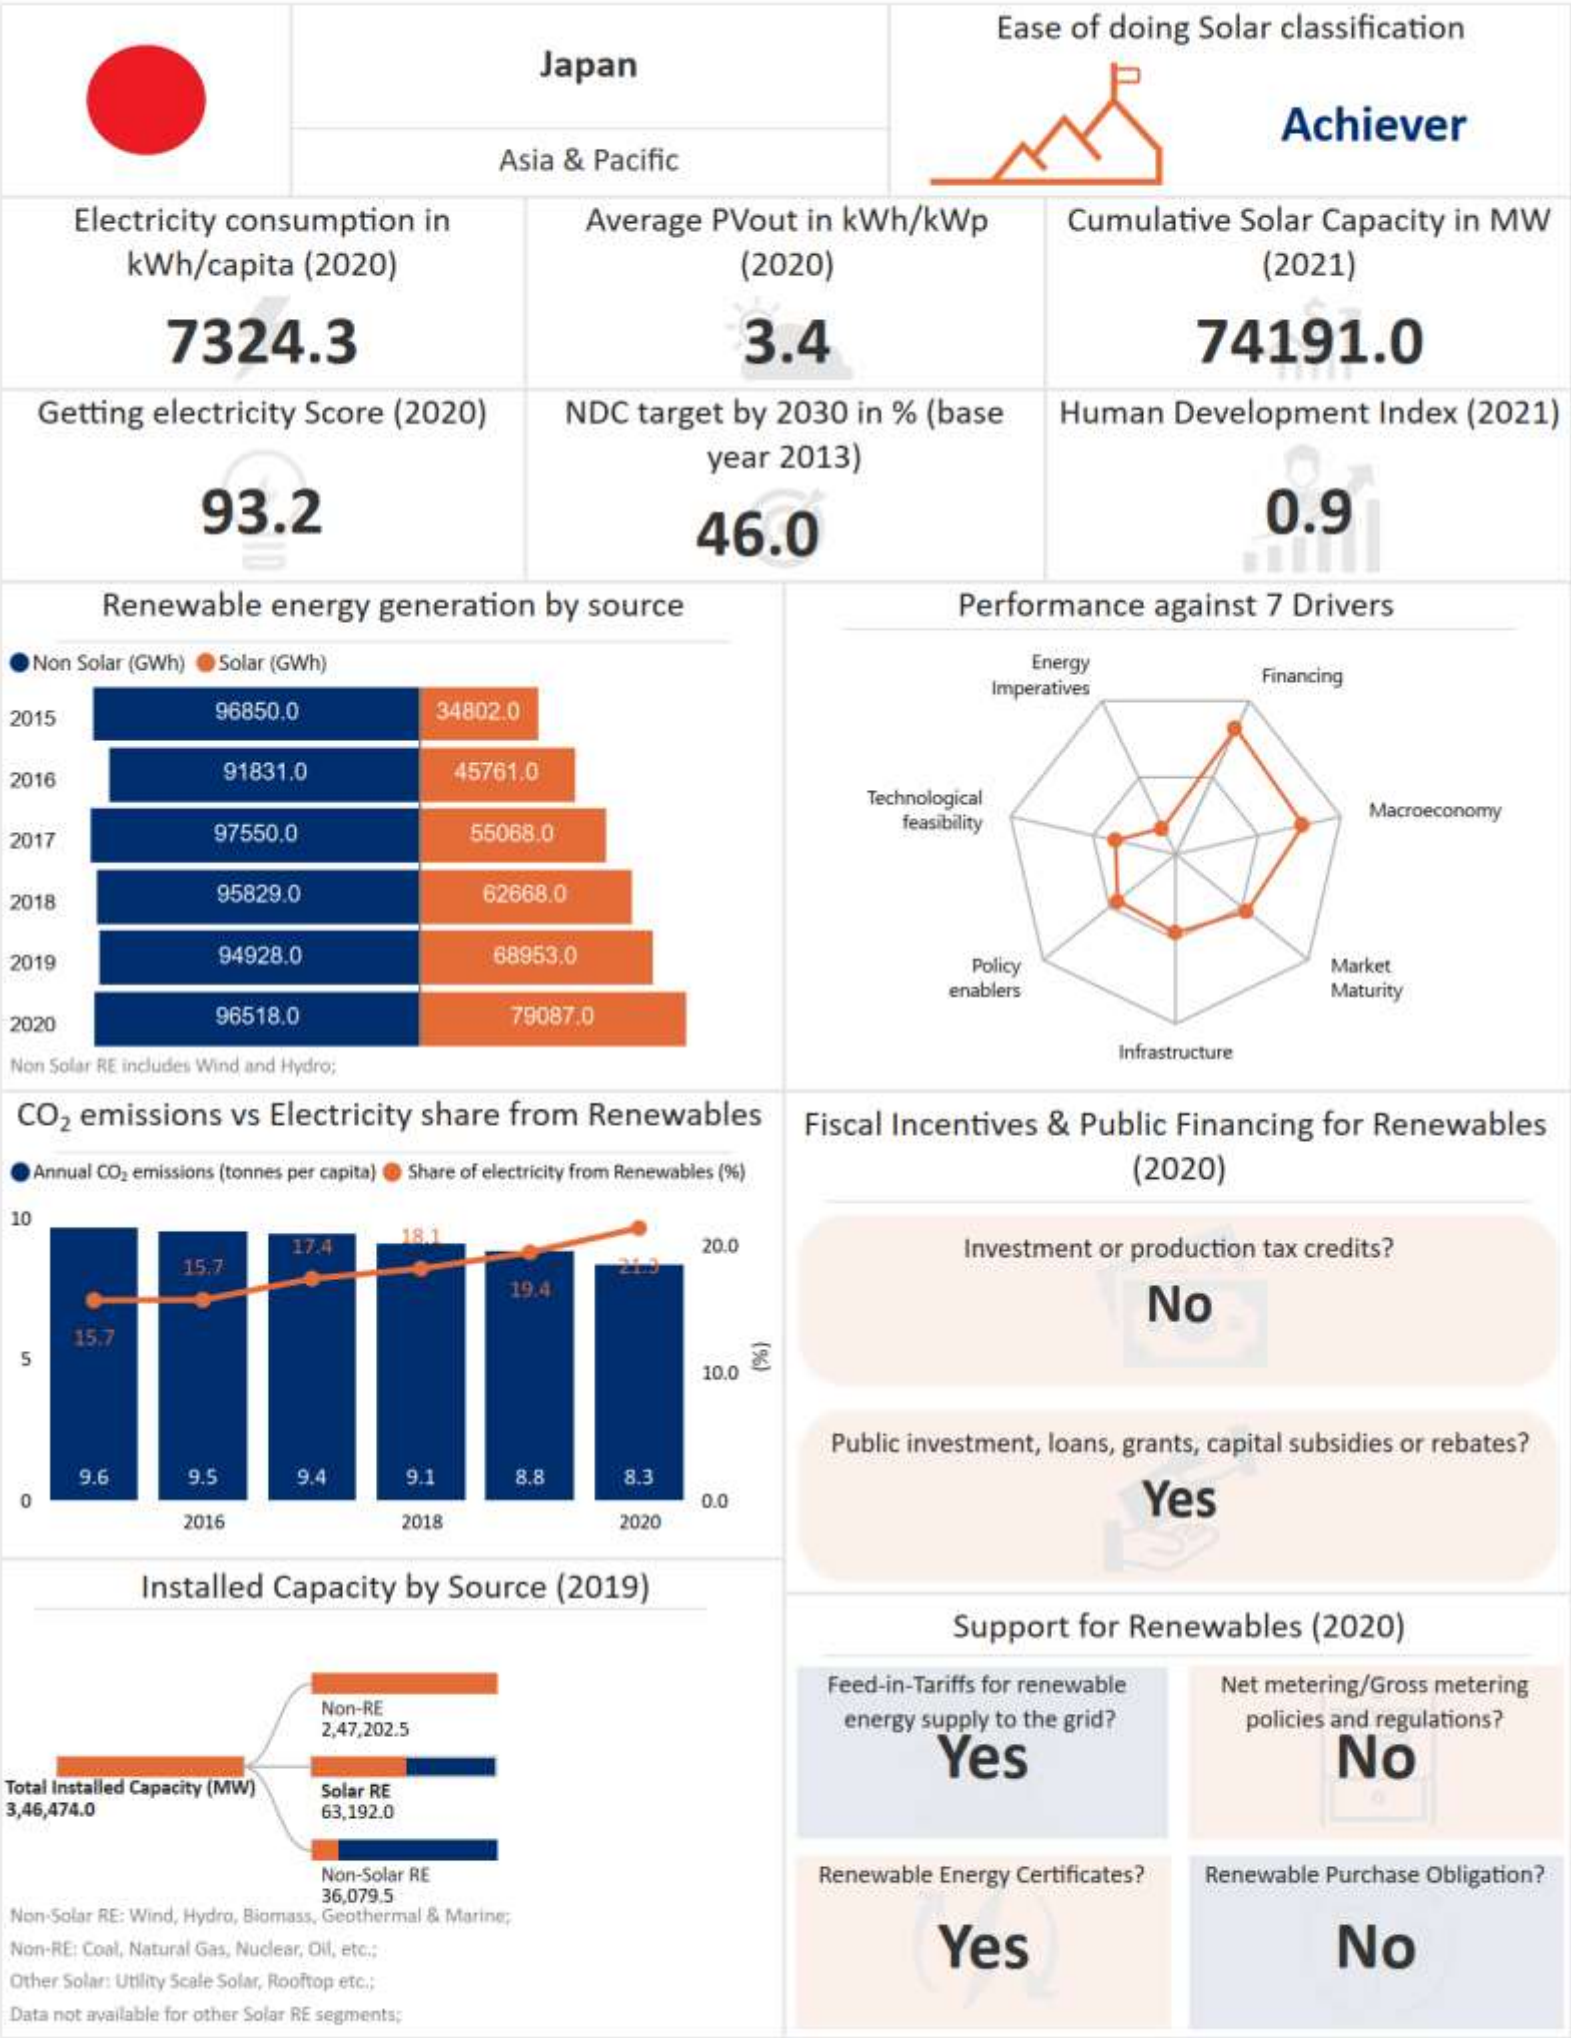 Japan
Asia & Pacific
Ease of doing Solar classification
Achiever
Electricity consumption in
kWh/capita (2020)
7324.3
Average PVout in kWh/kWp
(2020)
3.4
Cumulative Solar Capacity in MW
(2021)
74191.0
Getting electricity Score (2020)
93.2
NDC target by 2030 in % (base
year 2013)
46.0
Human Development Index (2021)
0.9
Renewable energy generation by source
Non Solar (GWh) Solar (GWh)
2015 96850.0 34802.0
2016 91831.0 45761.0
2017 97550.0 55068.0
2018 95829.0 62668.0
2019 94928.0 68953.0
2020 96518.0 79087.0
Non Solar RE includes Wind and Hydro;
Performance against 7 Drivers
Energy
Imperatives
Financing
Technological
feasibility
Macroeconomy
Policy
enablers
Market
Maturity
Infrastructure
CO₂ emissions vs Electricity share from Renewables
Annual CO₂ emissions (tonnes per capita) Share of electricity from Renewables (%)
10
5
0
15.7 15.7 17.4 18.1 19.4 21.3
9.6 9.5 9.4 9.1 8.8 8.3
20.0
10.0
0.0
(%)
2016 2018 2020
Fiscal Incentives & Public Financing for Renewables
(2020)
Investment or production tax credits?
No
Public investment, loans, grants, capital subsidies or rebates?
Yes
Installed Capacity by Source (2019)
Non-RE
2,47,202.5
Total Installed Capacity (MW)
3,46,474.0
Solar RE
63,192.0
Non-Solar RE
36,079.5
Non-Solar RE: Wind, Hydro, Biomass, Geothermal & Marine;
Non-RE: Coal, Natural Gas, Nuclear, Oil, etc.;
Other Solar: Utility Scale Solar, Rooftop etc.;
Data not available for other Solar RE segments;
Support for Renewables (2020)
Feed-in-Tariffs for renewable
energy supply to the grid?
Yes
Net metering/Gross metering
policies and regulations?
No
Renewable Energy Certificates?
Yes
Renewable Purchase Obligation?
No